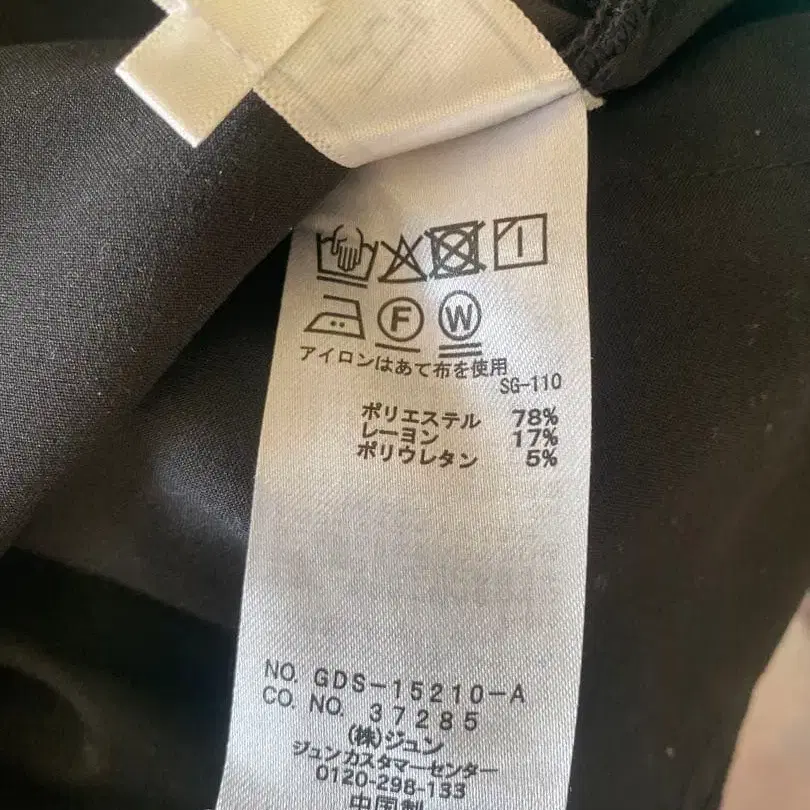 F W
アイロンはあて布を使用
SG-110
ポリエステル 78%
レーヨン 17%
ポリウレタン 5%
NO. GDS-15210-A
CO. NO. 37285
(株)ジュン
ジュンカスタマーセンター
0120-298-133
中国製